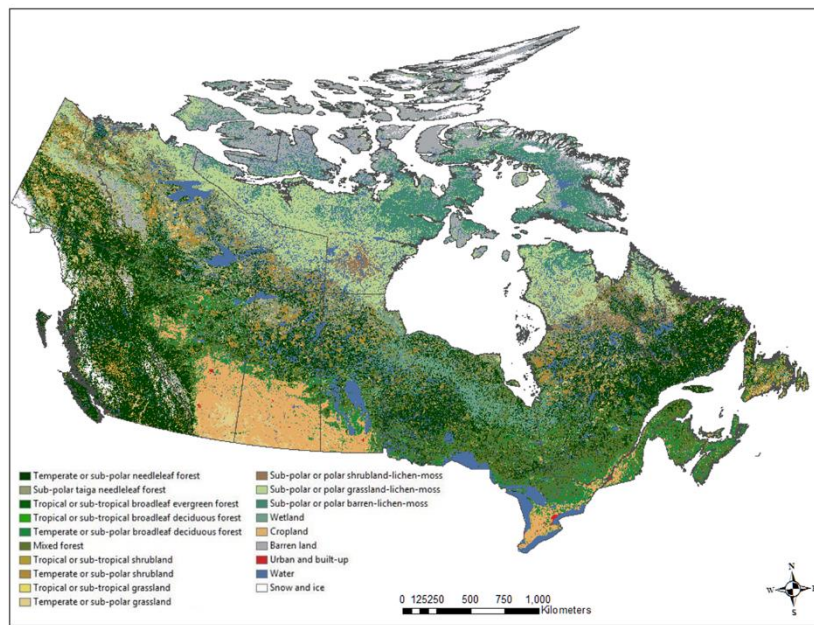 Temperate or sub-polar needleleaf forest
Sub-polar taiga needleleaf forest
Tropical or sub-tropical broadleaf evergreen forest
Tropical or sub-tropical broadleaf deciduous forest
Temperate or sub-polar broadleaf deciduous forest
Mixed forest
Tropical or sub-tropical shrubland
Temperate or sub-polar shrubland
Tropical or sub-tropical grassland
Temperate or sub-polar grassland
Sub-polar or polar shrubland-lichen-moss
Sub-polar or polar grassland-lichen-moss
Sub-polar or polar barren-lichen-moss
Wetland
Cropland
Barren land
Urban and built-up
Water
Snow and ice
0 125250 500 750 1,000
Kilometers
N
W E
S